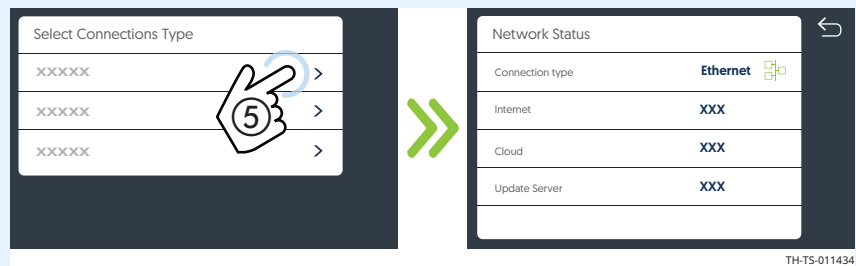 Select Connections Type
xxxxx
xxxxx
xxxxx
5
Network Status
Connection type Ethernet
Internet XXX
Cloud XXX
Update Server XXX
TH-TS-011434